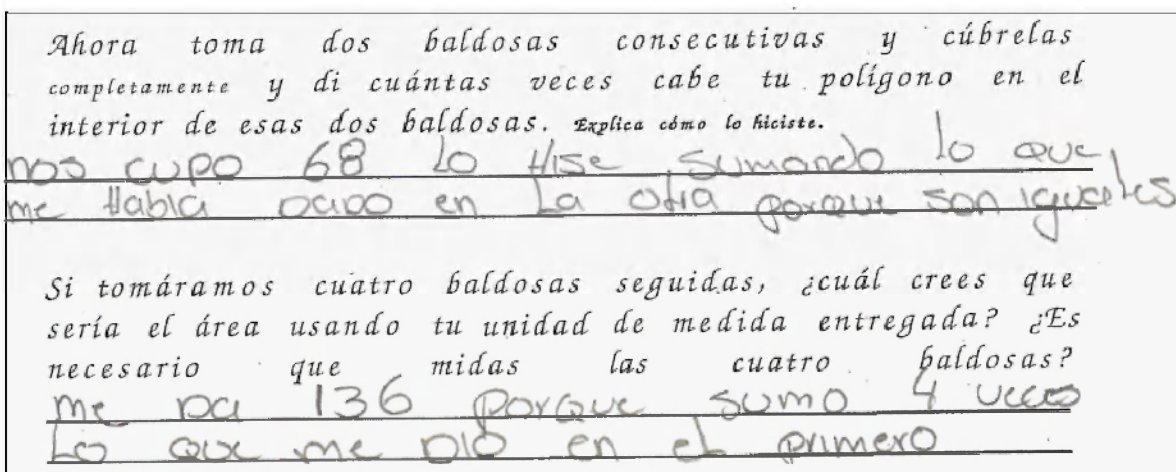 Ahora toma dos baldosas consecutivas y cúbrelas
completamente y di cuántas veces cabe tu polígono en el
interior de esas dos baldosas. Explica cómo lo hiciste.
nos cupo 68 lo Hise sumando lo que
me Habia Dado en la otra porque son iguales
Si tomáramos cuatro baldosas seguidas, ¿cuál crees que
sería el área usando tu unidad de medida entregada? ¿Es
necesario que midas las cuatro baldosas?
me Da 136 porque sumo 4 veces
Lo que me DIO en el primero